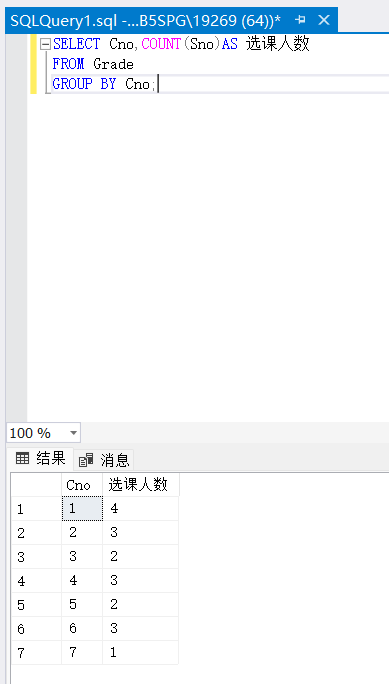 SQLQuery1.sql -...B5SPG\19269 (64))*
SELECT Cno,COUNT(Sno)AS 选课人数
FROM Grade
GROUP BY Cno;
100 %
结果 消息
Cno 选课人数
1 1 4
2 2 3
3 3 2
4 4 3
5 5 2
6 6 3
7 7 1